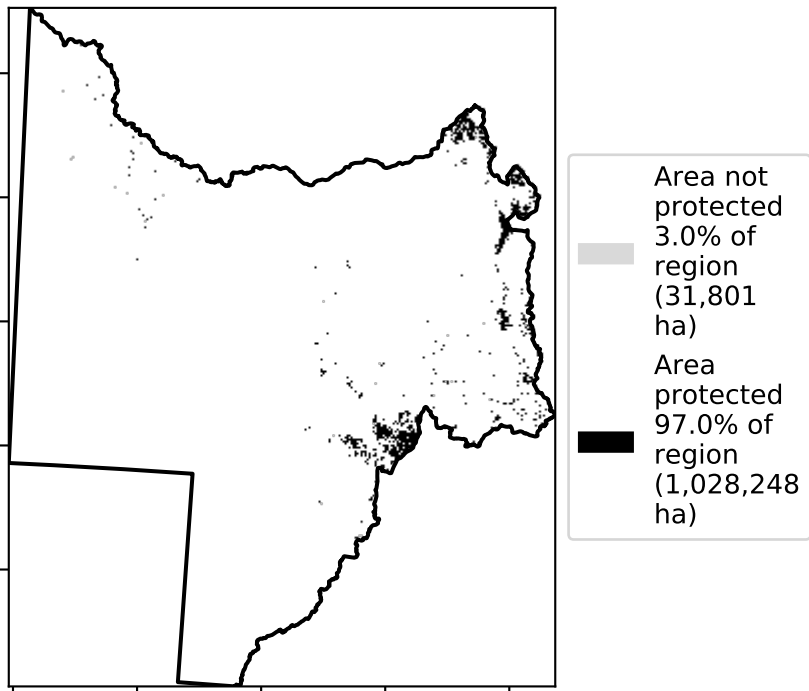 Area not
protected
3.0% of
region
(31,801
ha)
Area
protected
97.0% of
region
(1,028,248
ha)